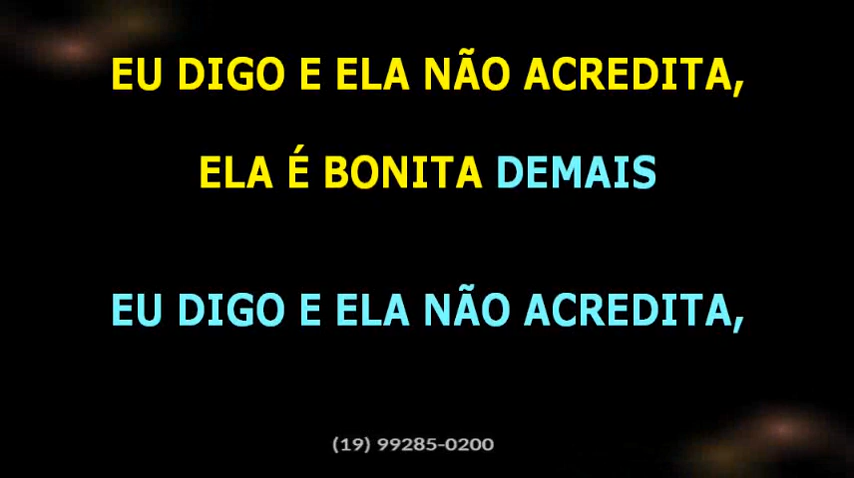 EU DIGO E ELA NÃO ACREDITA,
ELA É BONITA DEMAIS
EU DIGO E ELA NÃO ACREDITA,
(19) 99285-0200